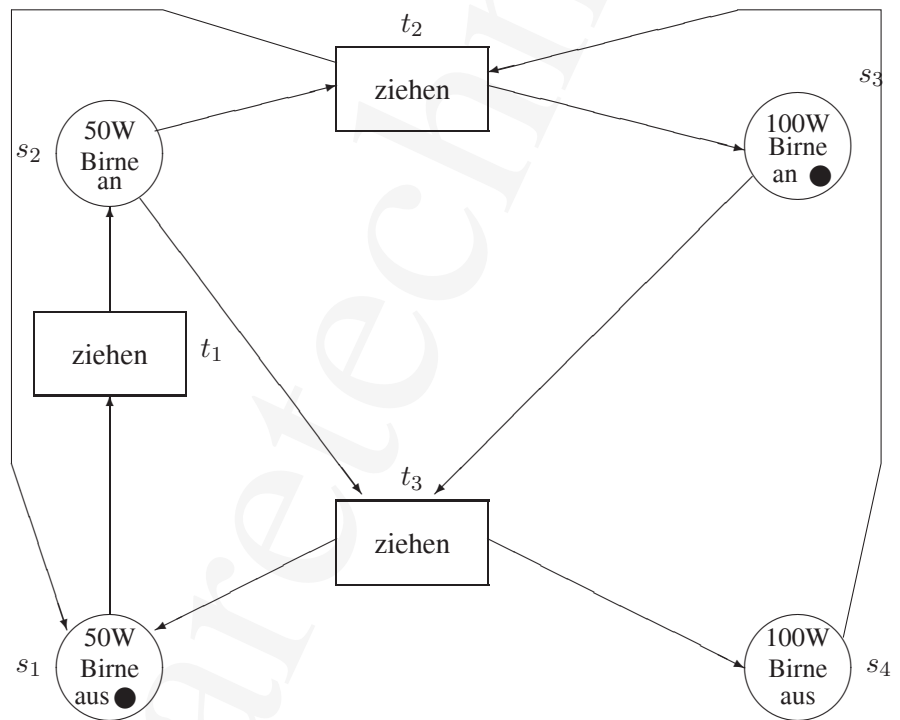 t2
ziehen
s3
50W
Birne
an
s2
100W
Birne
an
ziehen
t1
t3
ziehen
50W
Birne
aus
s1
100W
Birne
aus
s4